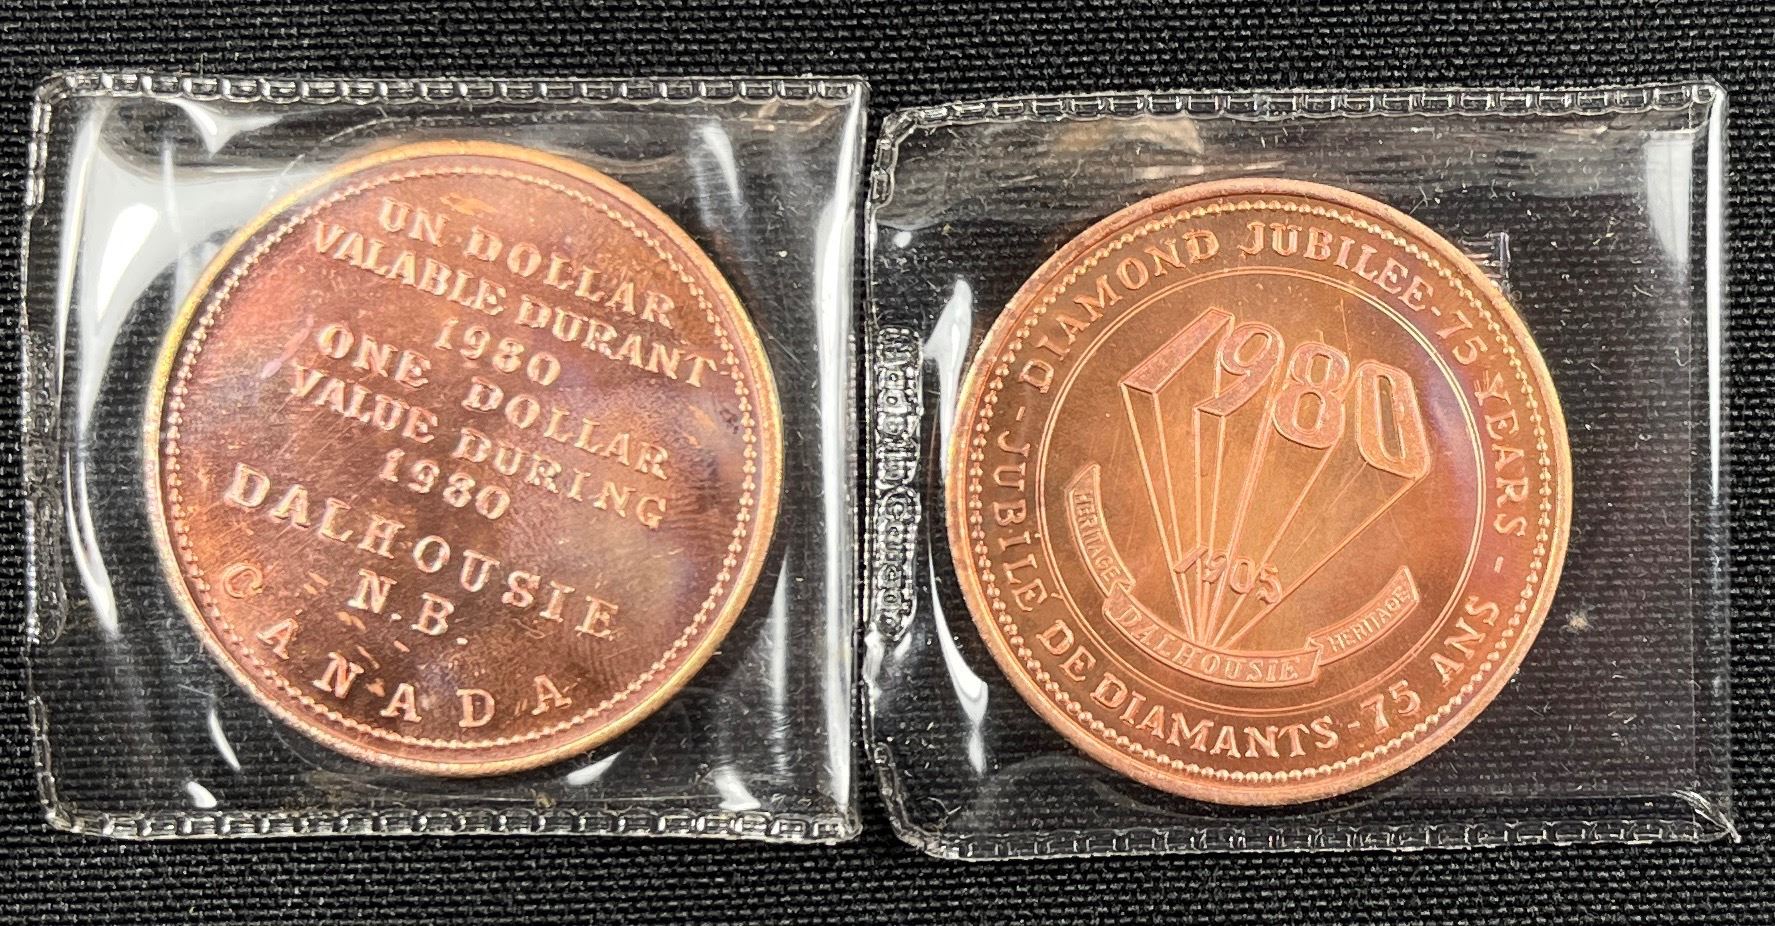 UN DOLLAR
VALABLE DURANT
1980
ONE DOLLAR
VALUE DURING
1980
DALHOUSIE
N.B.
CANADA
DIAMOND JUBILEE - 75 YEARS -
JUBILÉ DE DIAMANTS - 75 ANS
1980
1905
HERITAGE
DALHOUSIE
HERITAGE